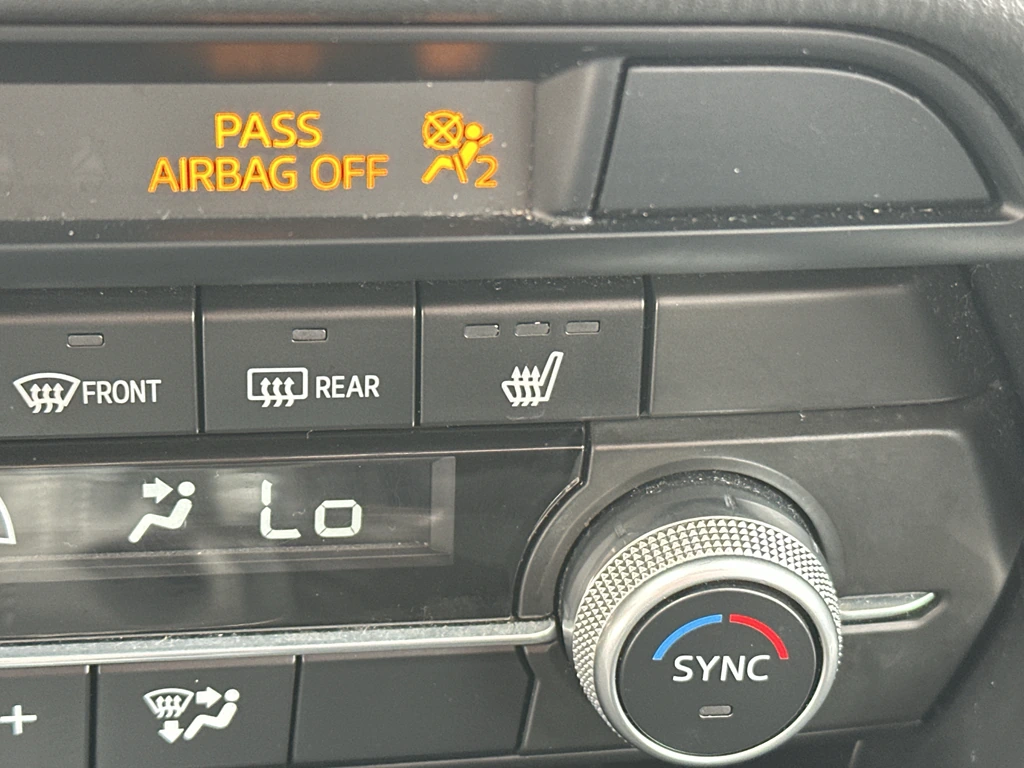 PASS
AIRBAG OFF
2
FRONT
REAR
Lo
SYNC
+